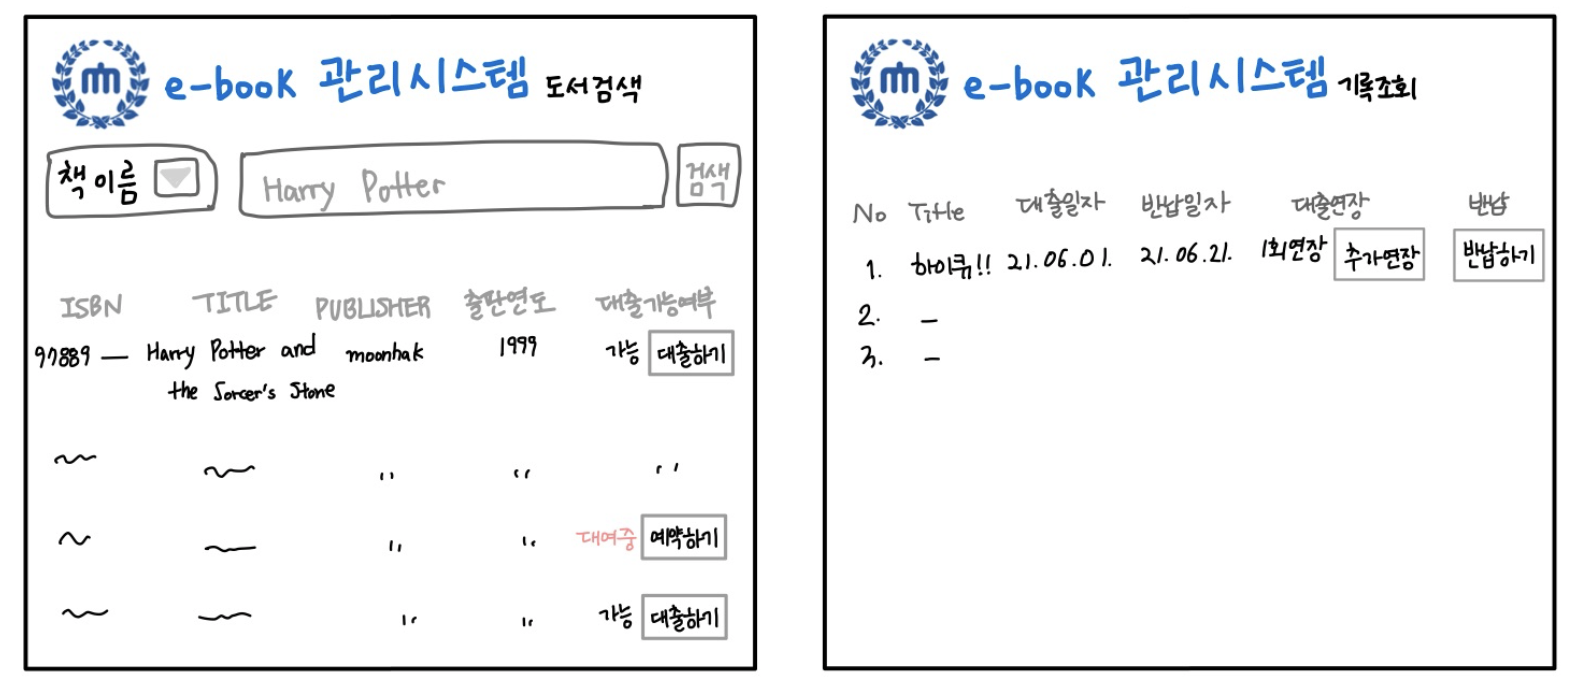 e-book 관리시스템 도서검색
책 이름 Harry Potter 검색
ISBN TITLE PUBLISHER 출판연도 대출가능여부
97889 — Harry Potter and moonhak 1999 가능 대출하기
the Sorcer's Stone
〃 〃 〃
〃 〃 대여중 예약하기
〃 〃 가능 대출하기
e-book 관리시스템 기록조회
No Title 대출일자 반납일자 대출연장 반납
1. 하이큐!! 21.06.01. 21.06.21. 1회연장 추가연장 반납하기
2. –
3. –